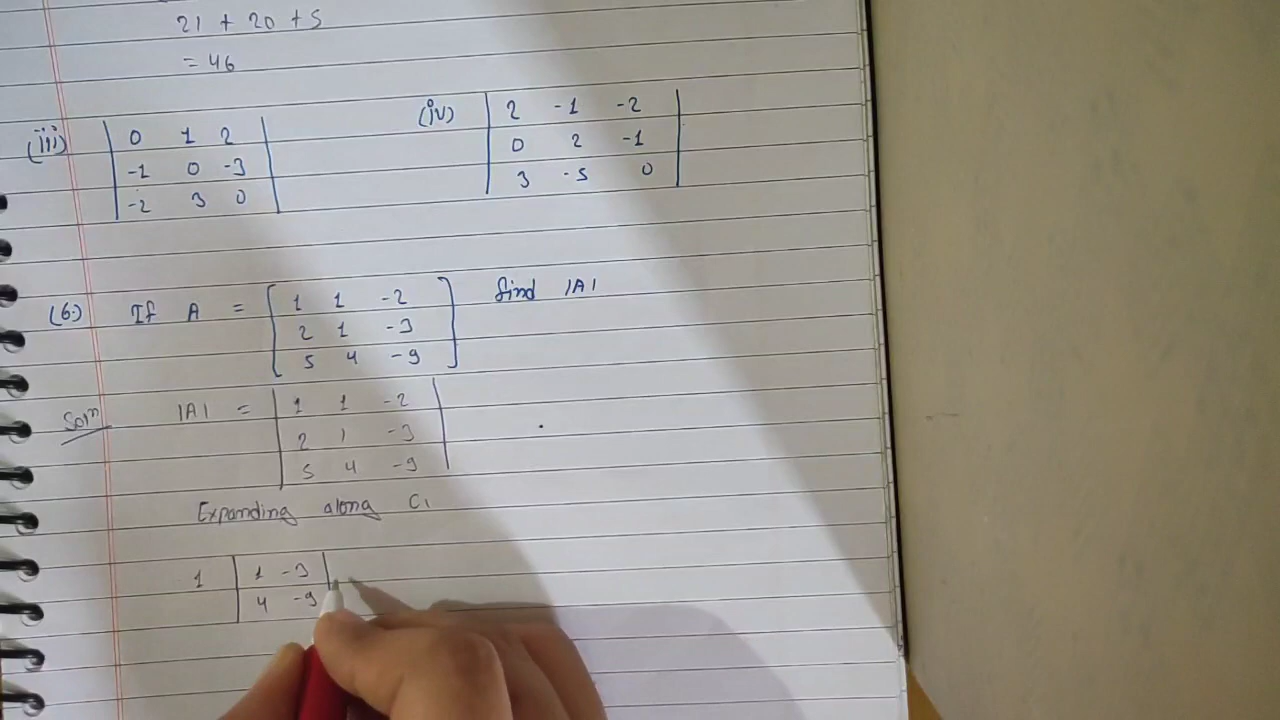 21 + 20 + 5
= 46
(iii) | 0 1 2 | (iv) | 2 -1 -2 |
| -1 0 -3 | | 0 2 -1 |
| -2 3 0 | | 3 -5 0 |
(6.) If A = [ 1 1 -2 ] find |A|
[ 2 1 -3 ]
[ 5 4 -9 ]
Soln |A| = | 1 1 -2 |
| 2 1 -3 |
| 5 4 -9 |
Expanding along C1
1 | 1 -3 |
| 4 -9